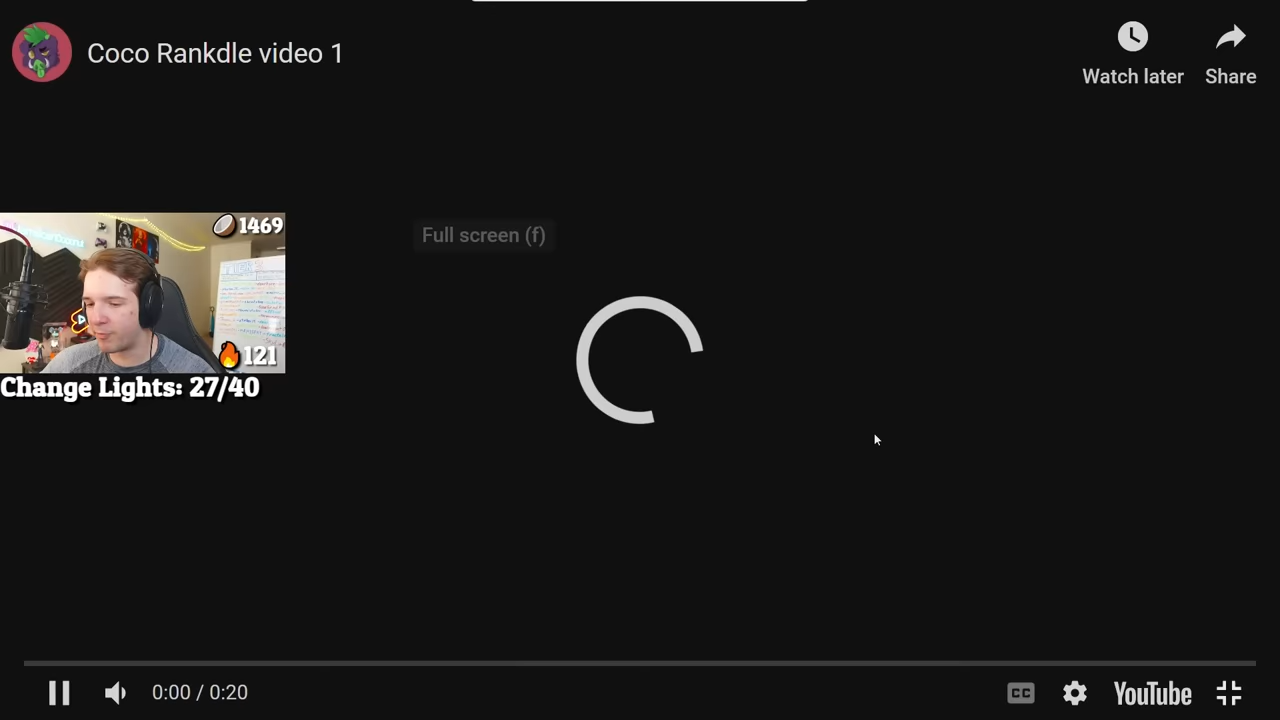 Coco Rankdle video 1
Watch later
Share
1469
Full screen (f)
121
Change Lights: 27/40
0:00 / 0:20
CC
YouTube